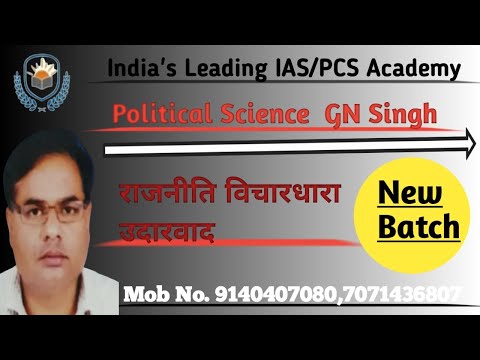 India's Leading IAS/PCS Academy
Political Science GN Singh
राजनीति विचारधारा
उदारवाद
New
Batch
Mob No. 9140407080,7071436807